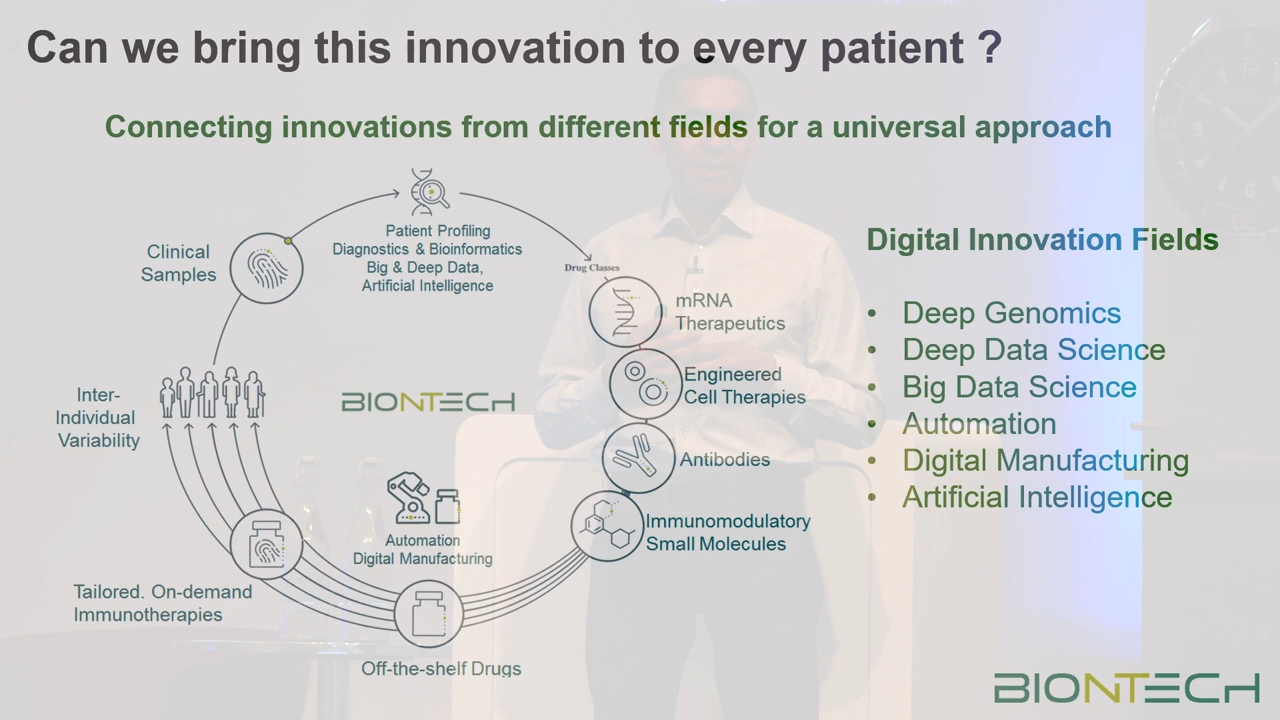 Can we bring this innovation to every patient ?
Connecting innovations from different fields for a universal approach
Clinical
Samples
Patient Profiling
Diagnostics & Bioinformatics
Big & Deep Data,
Artificial Intelligence
Drug Classes
mRNA
Therapeutics
Engineered
Cell Therapies
Antibodies
Immunomodulatory
Small Molecules
Inter-
Individual
Variability
BIONTECH
Automation
Digital Manufacturing
Tailored. On-demand
Immunotherapies
Off-the-shelf Drugs
Digital Innovation Fields
• Deep Genomics
• Deep Data Science
• Big Data Science
• Automation
• Digital Manufacturing
• Artificial Intelligence
BIONTECH